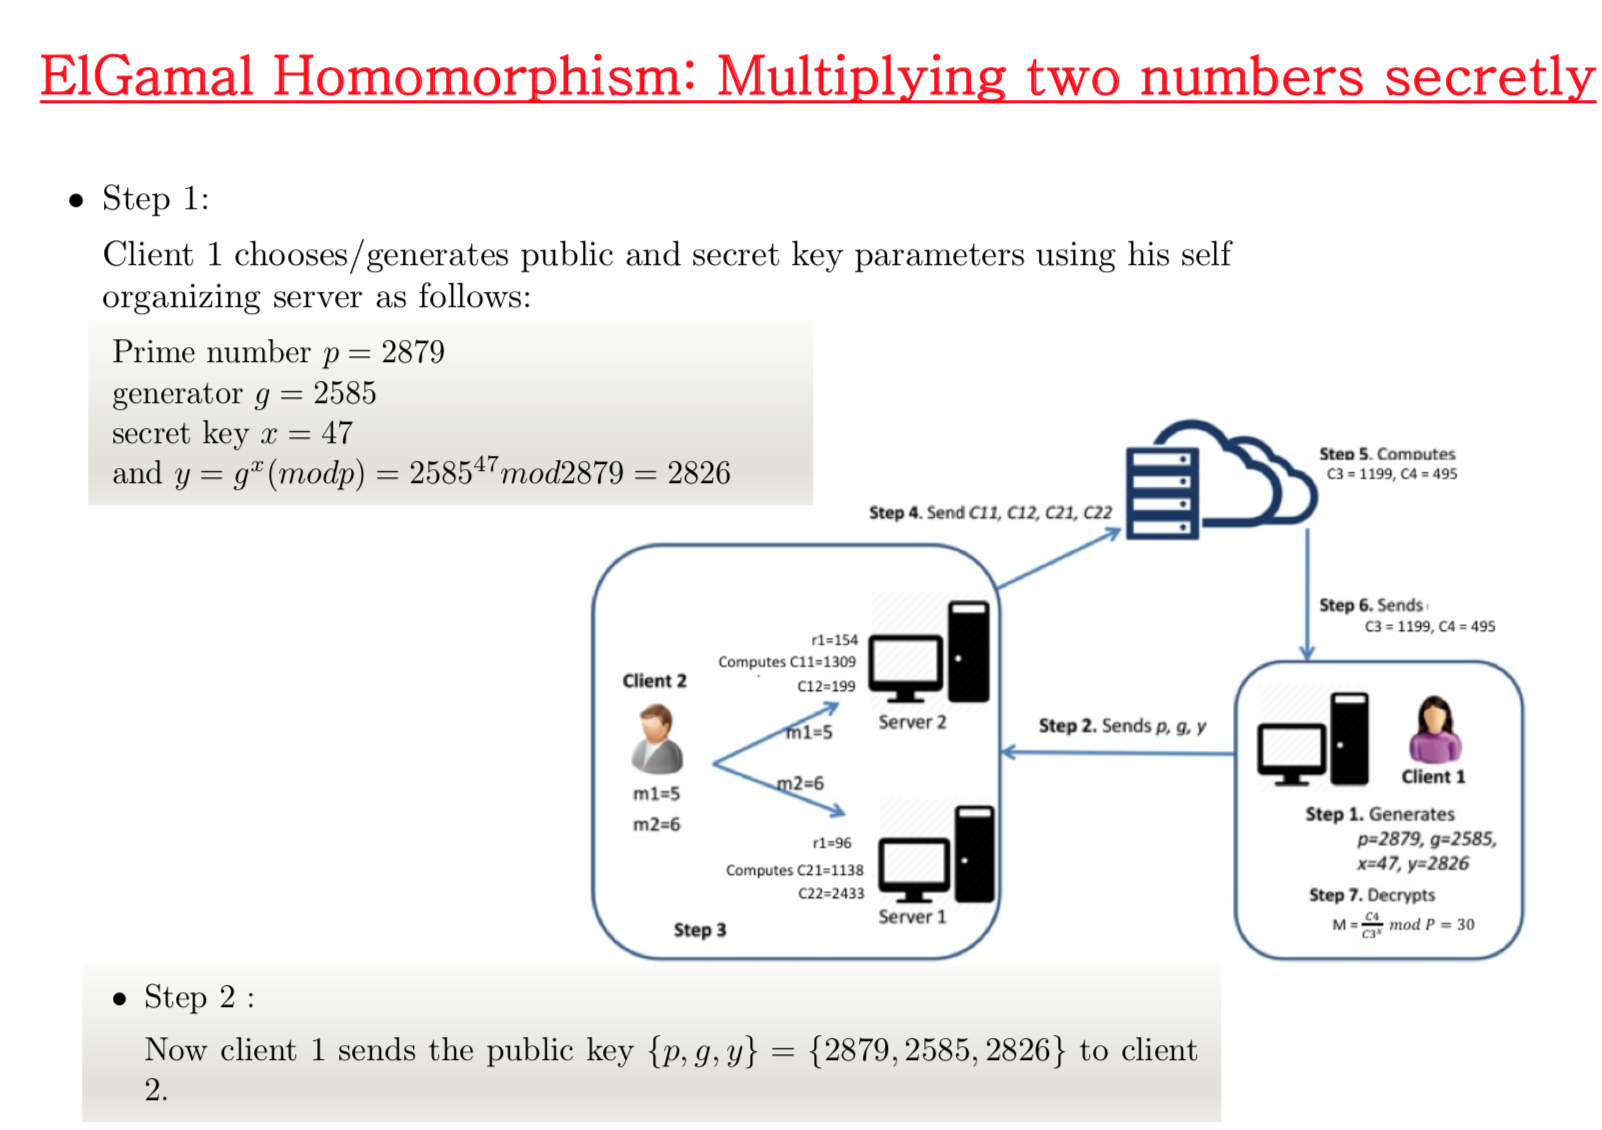 ElGamal Homomorphism: Multiplying two numbers secretly
• Step 1:
Client 1 chooses/generates public and secret key parameters using his self
organizing server as follows:
Prime number p = 2879
generator g = 2585
secret key x = 47
and y = g^x(modp) = 2585^47mod2879 = 2826
Step 5. Computes
C3 = 1199, C4 = 495
Step 4. Send C11, C12, C21, C22
Step 6. Sends
C3 = 1199, C4 = 495
r1=154
Computes C11=1309
C12=199
Client 2
Server 2
m1=5
m2=6
m1=5
m2=6
r1=96
Computes C21=1138
C22=2433
Server 1
Step 3
Step 2. Sends p, g, y
Client 1
Step 1. Generates
p=2879, g=2585,
x=47, y=2826
Step 7. Decrypts
M = C4/C3^x mod P = 30
• Step 2 :
Now client 1 sends the public key {p, g, y} = {2879, 2585, 2826} to client
2.